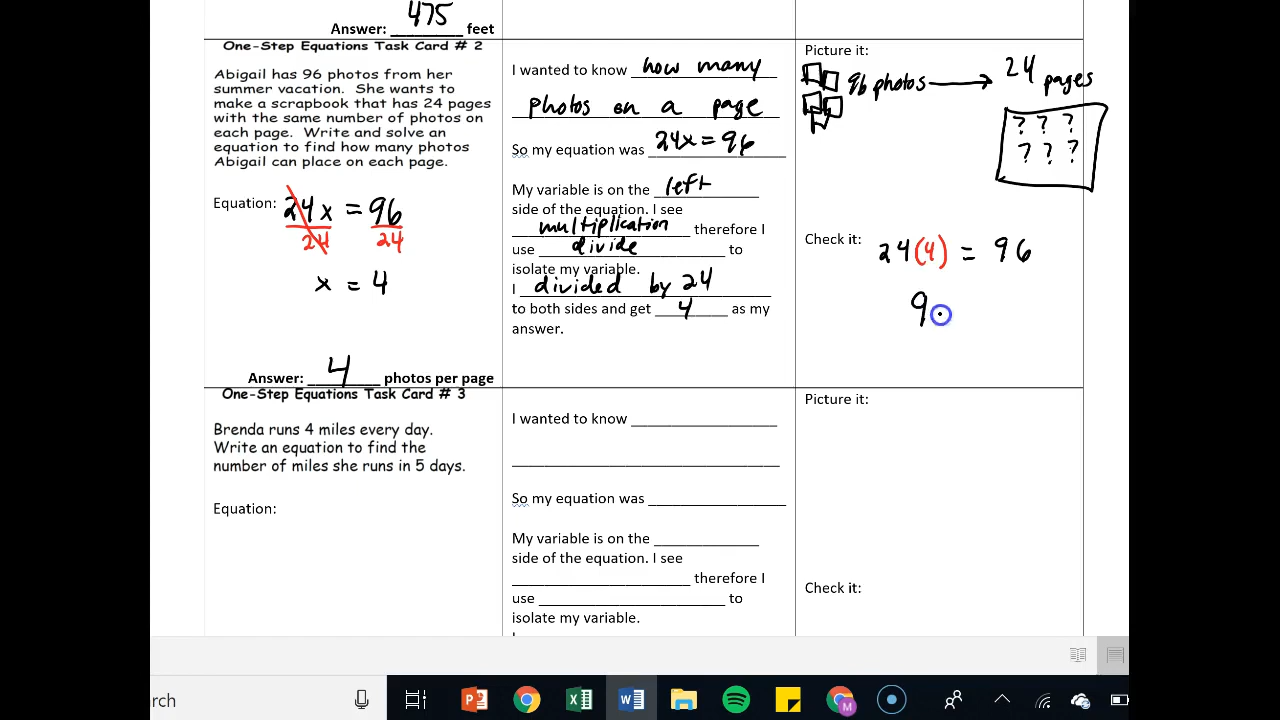 475
Answer: ________ feet
One-Step Equations Task Card # 2
Abigail has 96 photos from her
summer vacation. She wants to
make a scrapbook that has 24 pages
with the same number of photos on
each page. Write and solve an
equation to find how many photos
Abigail can place on each page.
Equation: 24x = 96
24 24
x = 4
Answer: 4 photos per page
I wanted to know how many
photos on a page
So my equation was 24x = 96
My variable is on the left
side of the equation. I see
multiplication therefore I
use divide to
isolate my variable.
I divided by 24
to both sides and get 4 as my
answer.
Picture it:
96 photos → 24 pages
? ? ?
? ? ?
Check it: 24(4) = 96
9
One-Step Equations Task Card # 3
Brenda runs 4 miles every day.
Write an equation to find the
number of miles she runs in 5 days.
Equation:
I wanted to know ________
________
So my equation was ________
My variable is on the ________
side of the equation. I see
________ therefore I
use ________ to
isolate my variable.
Picture it:
Check it:
rch